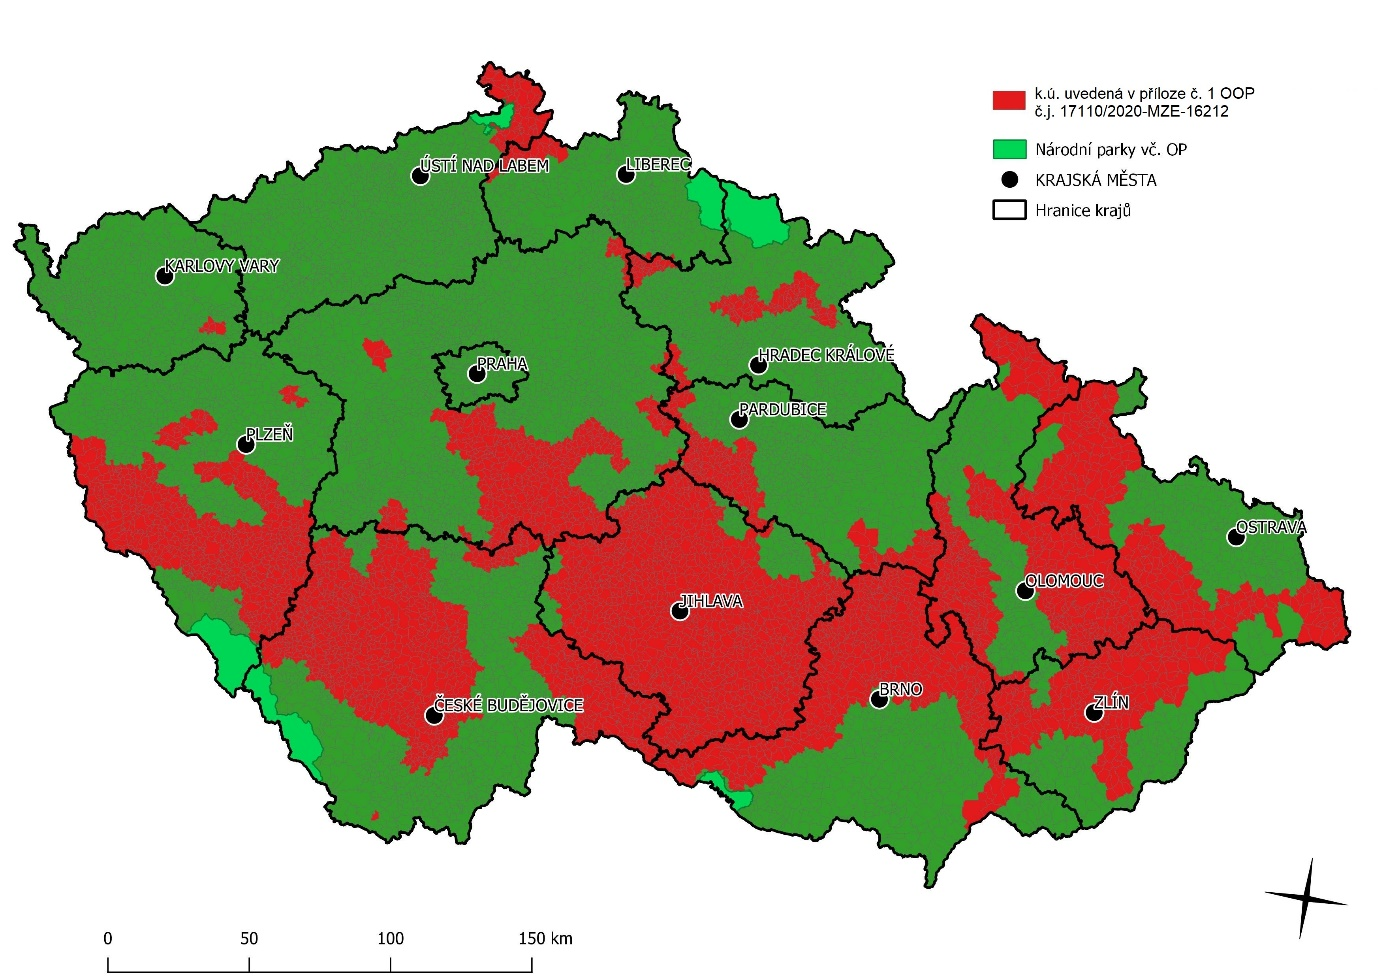 k.ú. uvedená v příloze č. 1 OOP
č.j. 17110/2020-MZE-16212
Národní parky vč. OP
KRAJSKÁ MĚSTA
Hranice krajů
ÚSTÍ NAD LABEM
LIBEREC
KARLOVY VARY
PRAHA
HRADEC KRÁLOVÉ
PARDUBICE
PLZEŇ
OSTRAVA
OLOMOUC
JIHLAVA
BRNO
ČESKÉ BUDĚJOVICE
ZLÍN
0 50 100 150 km